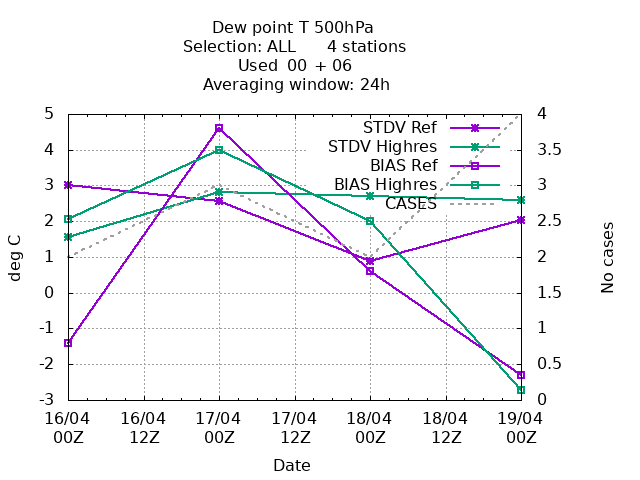 Dew point T 500hPa
Selection: ALL 4 stations
Used 00 + 06
Averaging window: 24h
STDV Ref
STDV Highres
BIAS Ref
BIAS Highres
CASES
deg C
5
4
3
2
1
0
-1
-2
-3
No cases
4
3.5
3
2.5
2
1.5
1
0.5
0
16/04 00Z
16/04 12Z
17/04 00Z
17/04 12Z
18/04 00Z
18/04 12Z
19/04 00Z
Date